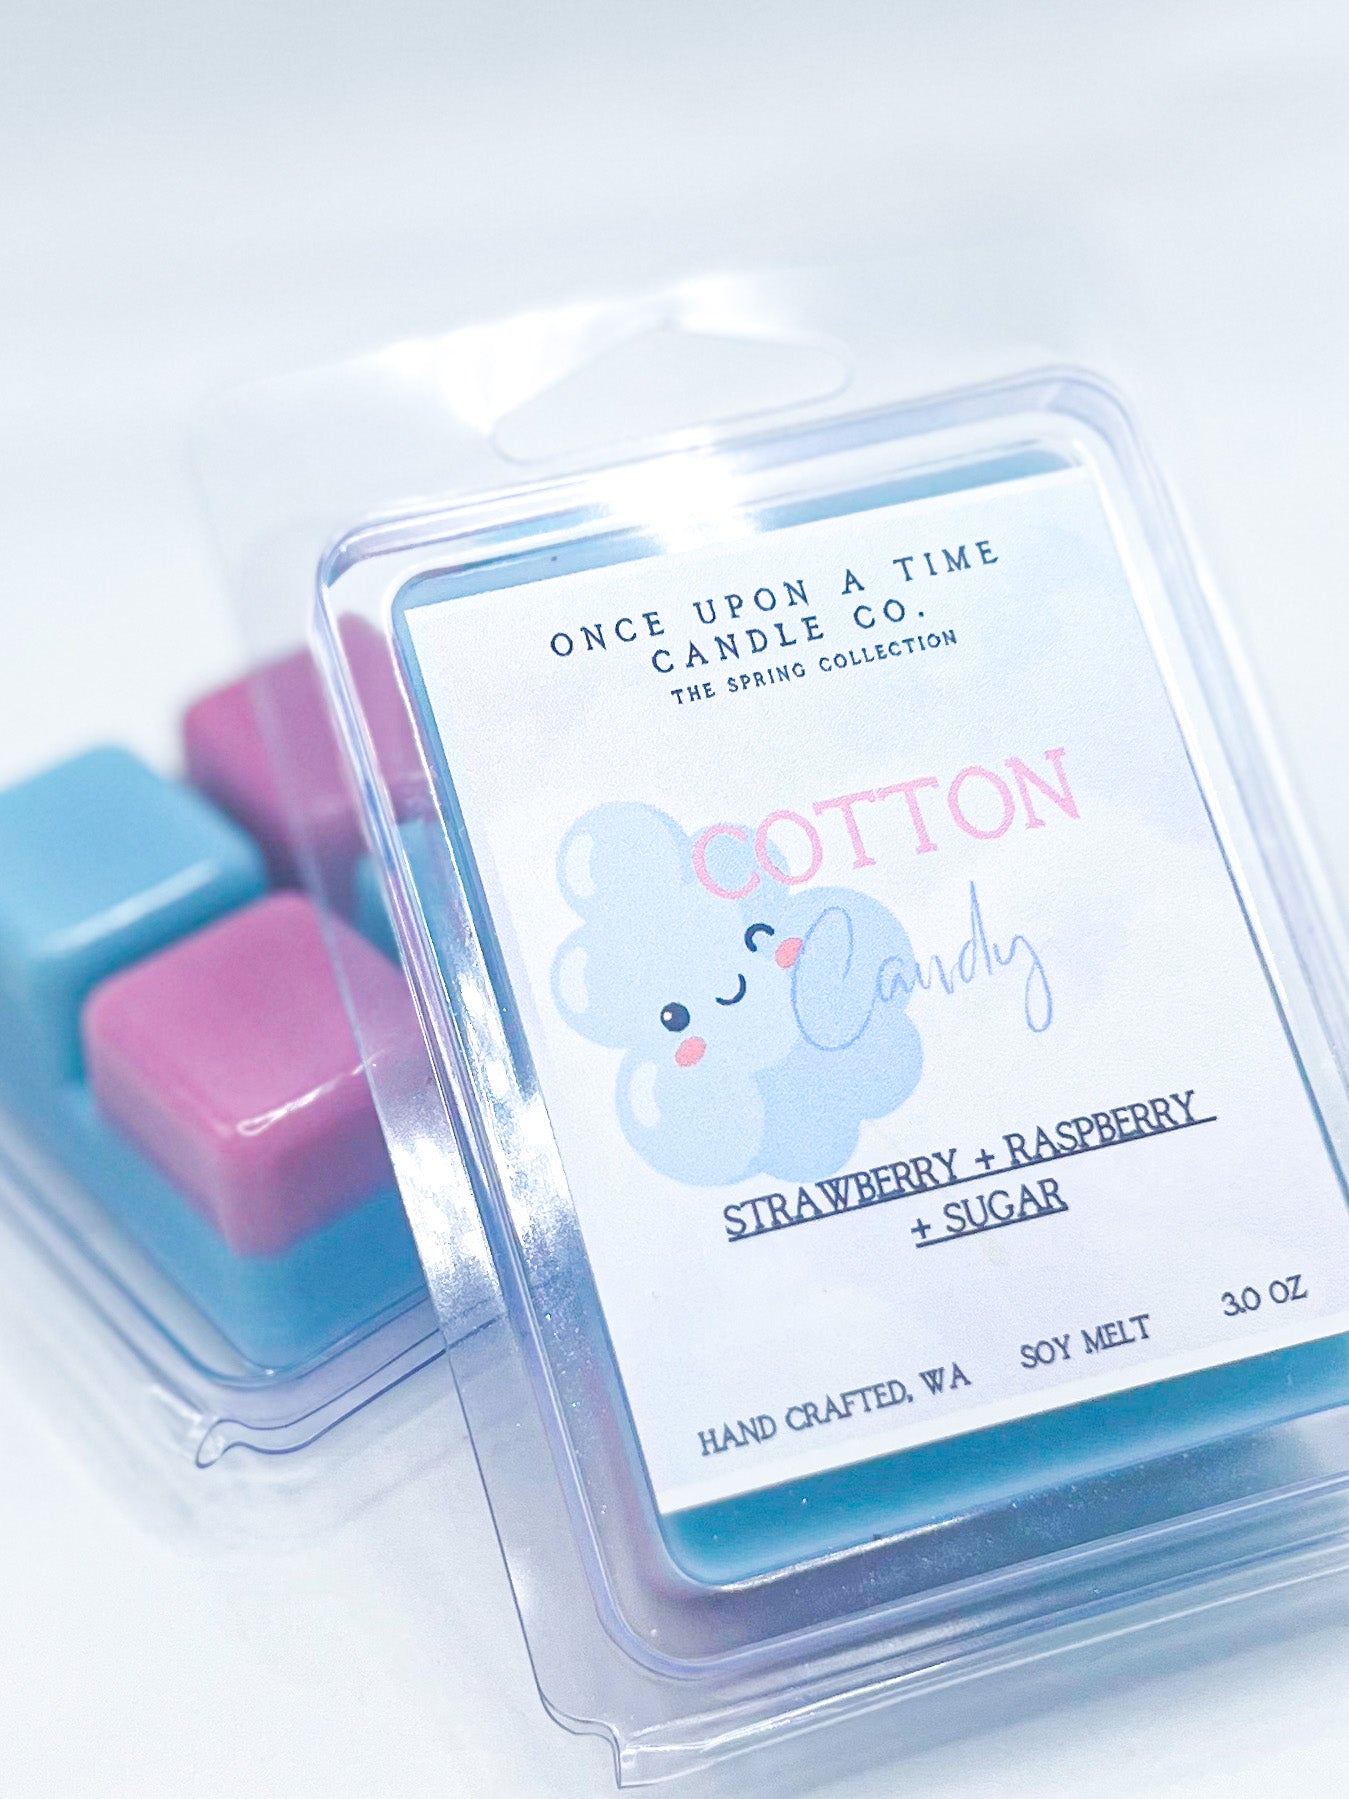 ONCE UPON A TIME
CANDLE CO.
THE SPRING COLLECTION
COTTON
Candy
STRAWBERRY + RASPBERRY
+ SUGAR
HAND CRAFTED, WA SOY MELT 3.0 OZ